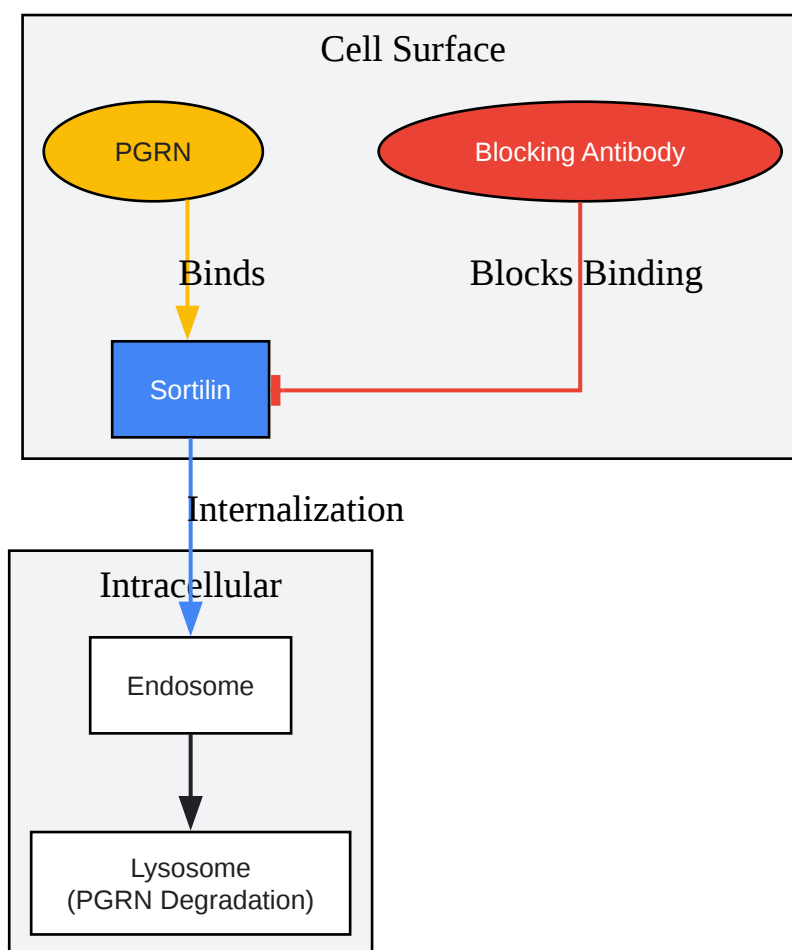 Cell Surface
PGRN
Blocking Antibody
Binds
Blocks Binding
Sortilin
Internalization
Intracellular
Endosome
Lysosome
(PGRN Degradation)